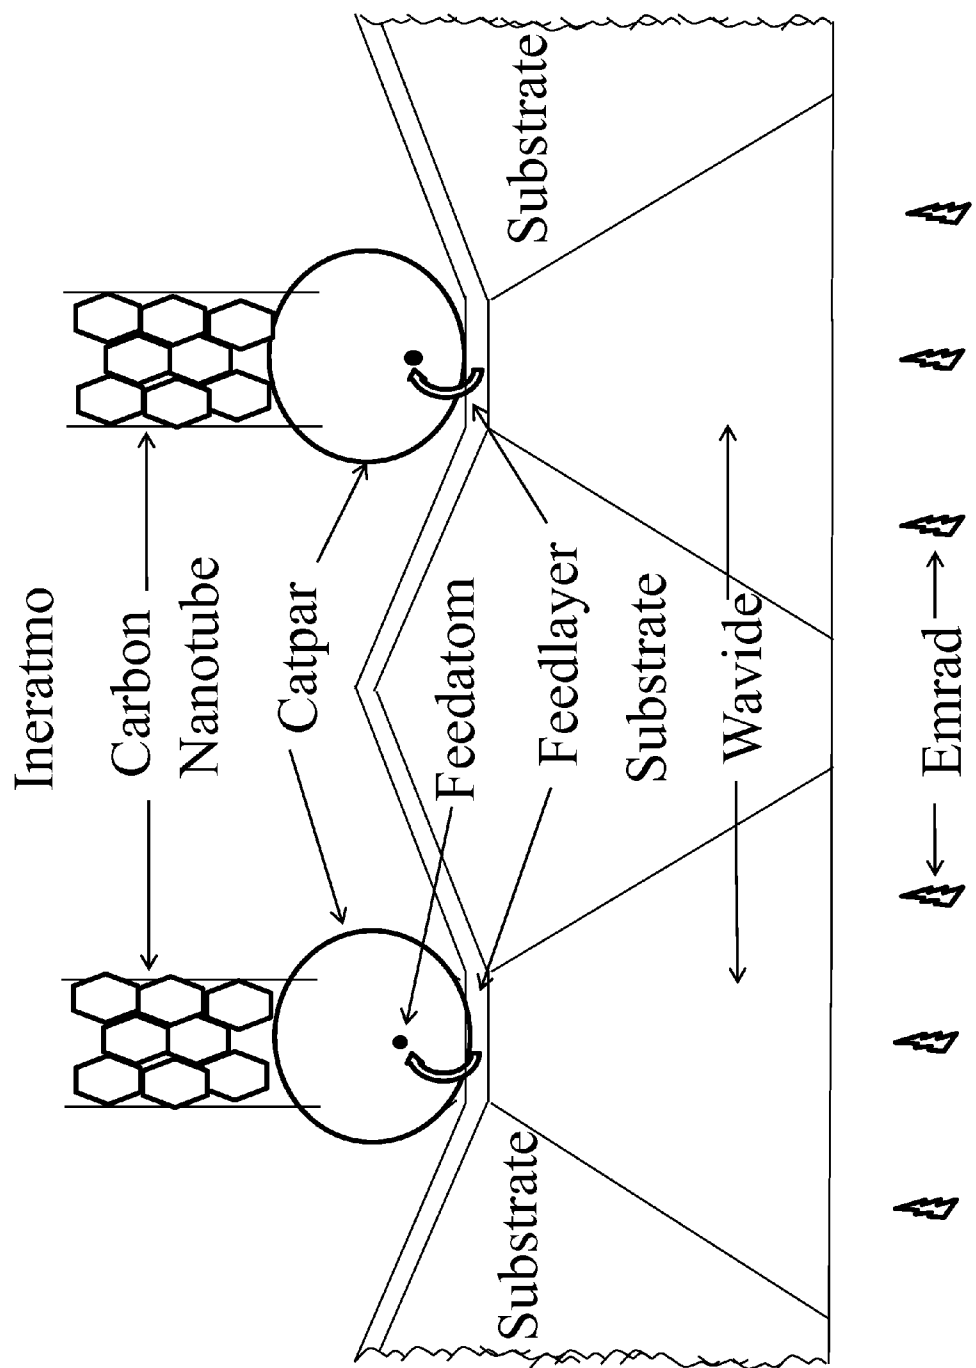 Ineratmo
Carbon
Nanotube
Catpar
Feedatom
Feedlayer
Substrate
Substrate
Substrate
Wavide
Emrad